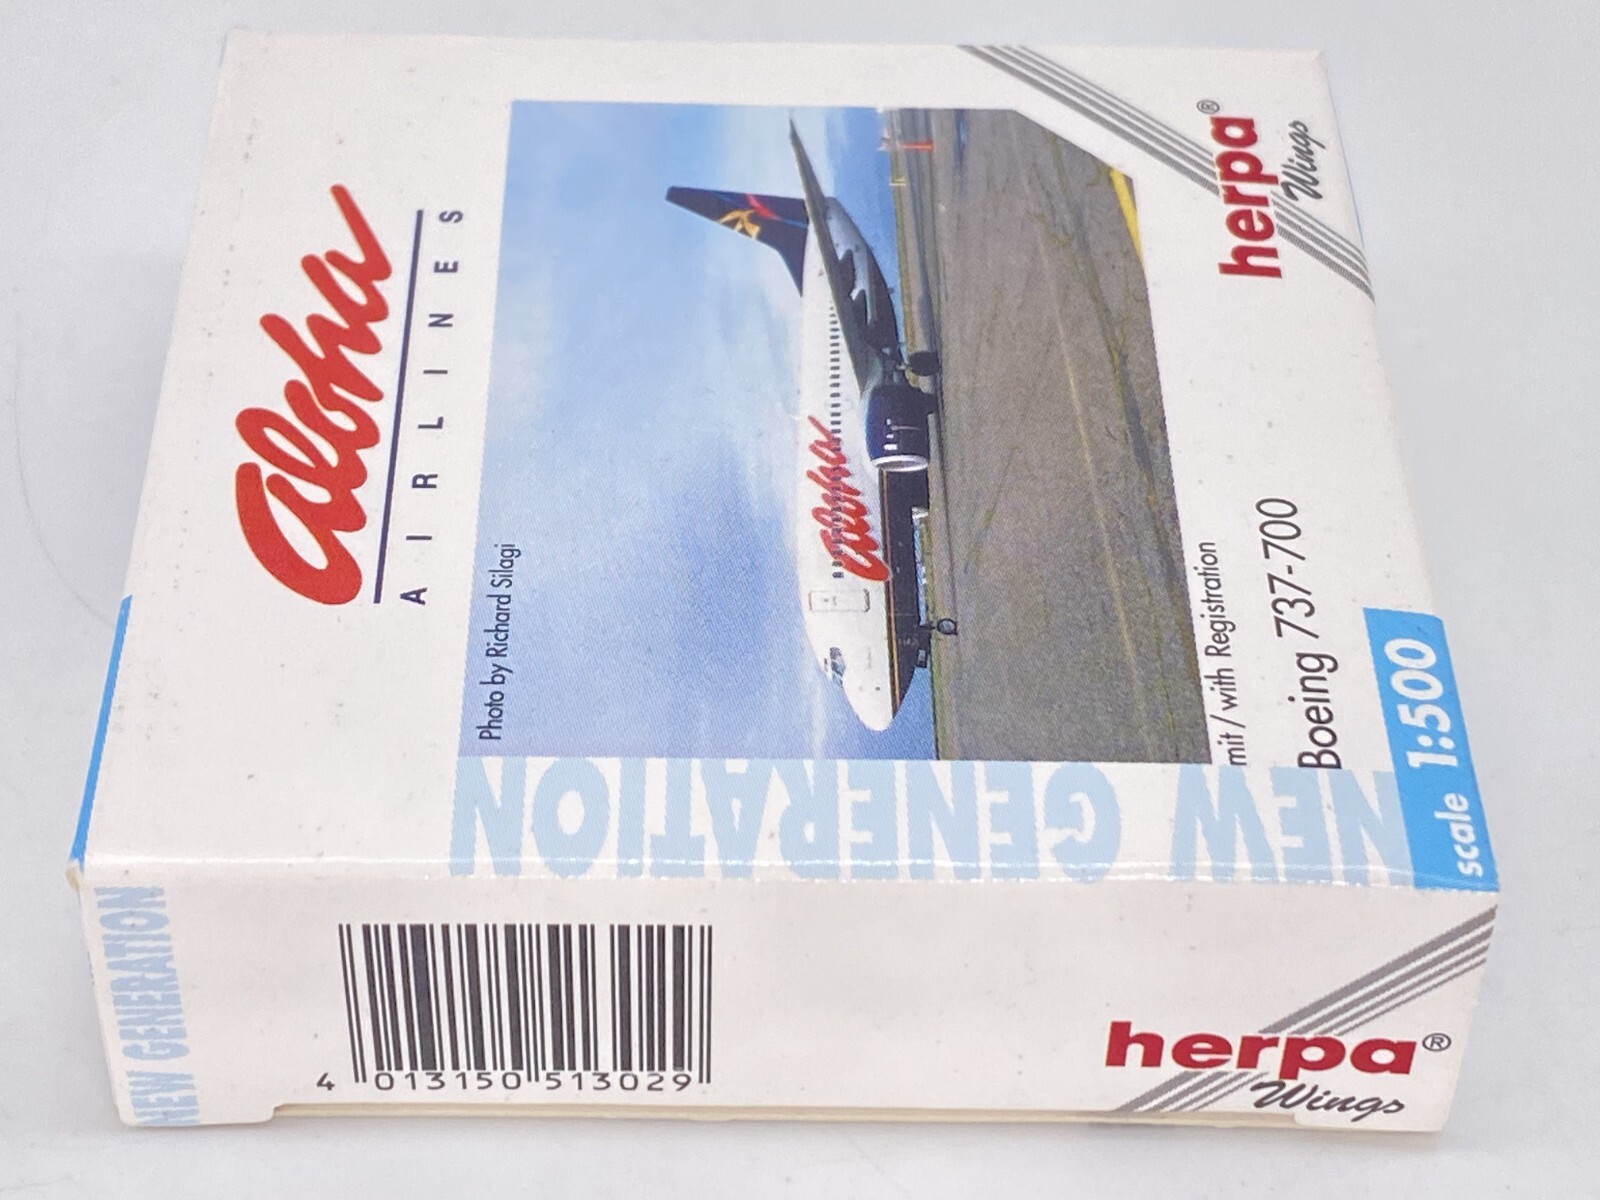 aloha
AIRLINES
Photo by Richard Silagi
aloha
herpa®
Wings
mit / with Registration
Boeing 737-700
NEW GENERATION
scale 1:500
NEW GENERATION
4 013150 513029
herpa®
Wings